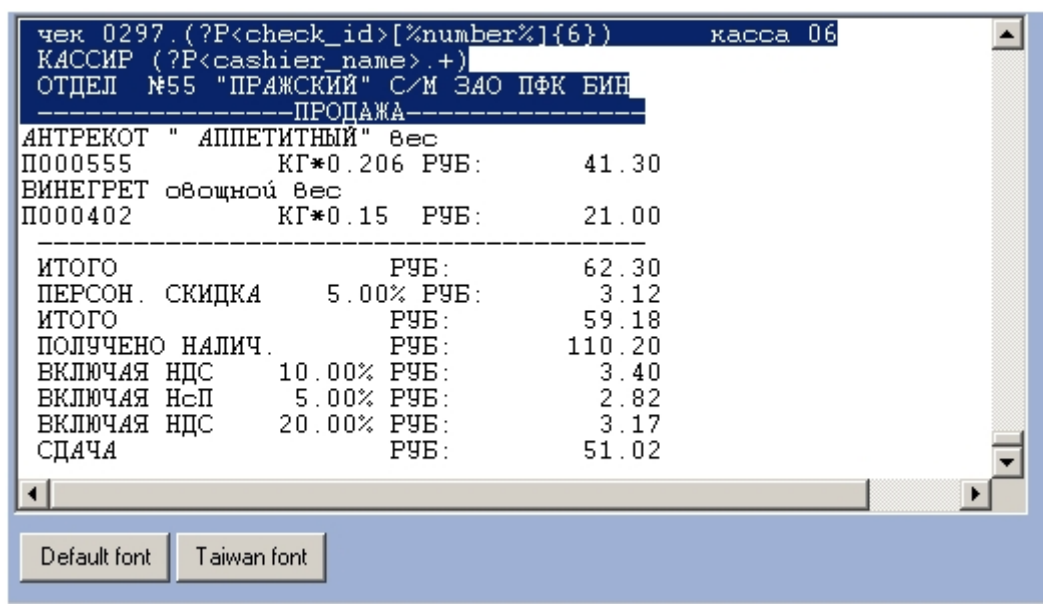 чек 0297.(?P<check_id>[%number%]{6}) касса 06
КАССИР (?P<cashier_name>.+)
ОТДЕЛ №55 "ПРАЖСКИЙ" С/М ЗАО ПФК БИН
----------------ПРОДАЖА---------------
АНТРЕКОТ " АППЕТИТНЫЙ" вес
П000555 КГ*0.206 РУБ: 41.30
ВИНЕГРЕТ овощной вес
П000402 КГ*0.15 РУБ: 21.00
--------------------------------------
ИТОГО РУБ: 62.30
ПЕРСОН. СКИДКА 5.00% РУБ: 3.12
ИТОГО РУБ: 59.18
ПОЛУЧЕНО НАЛИЧ. РУБ: 110.20
ВКЛЮЧАЯ НДС 10.00% РУБ: 3.40
ВКЛЮЧАЯ НсП 5.00% РУБ: 2.82
ВКЛЮЧАЯ НДС 20.00% РУБ: 3.17
СДАЧА РУБ: 51.02
Default font Taiwan font